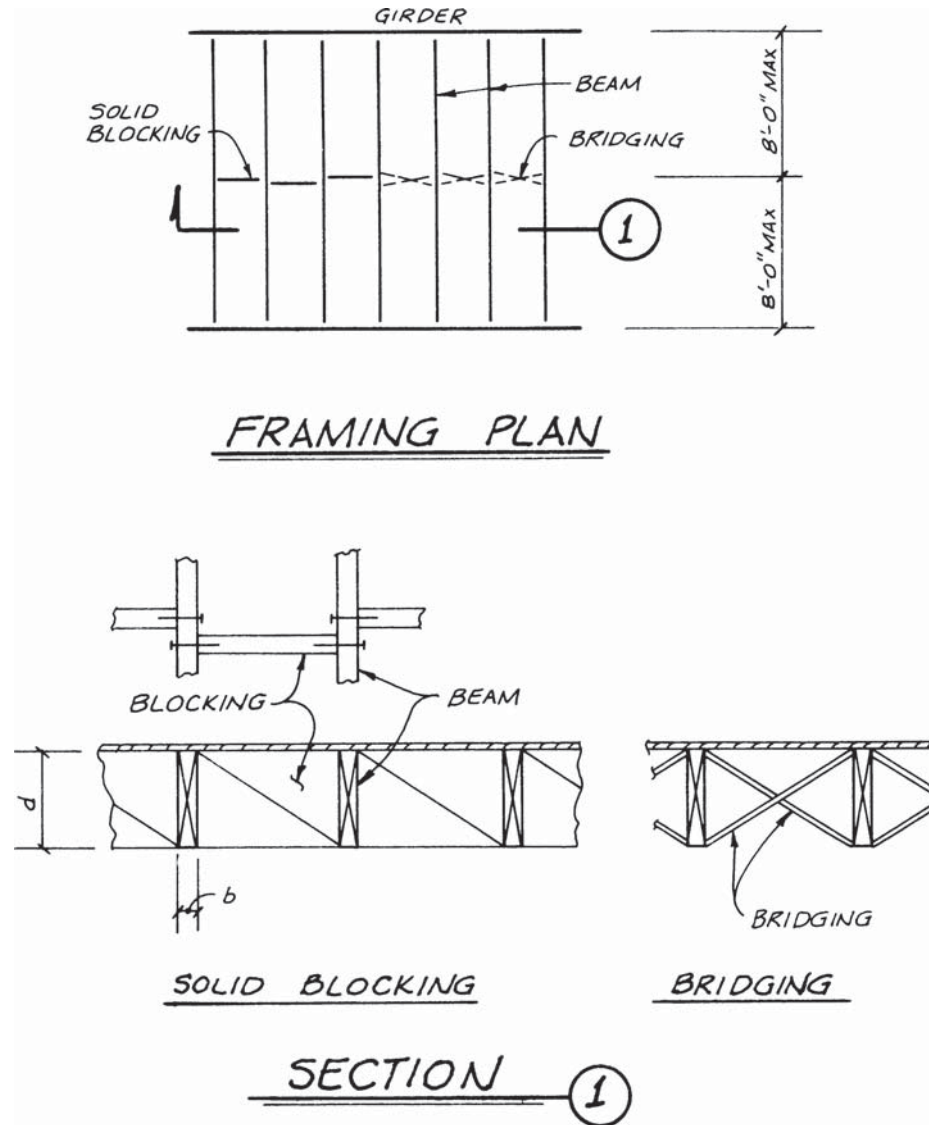 GIRDER
BEAM
SOLID
BLOCKING
BRIDGING
8'-0" MAX
8'-0" MAX
1
1
FRAMING PLAN
BLOCKING
BEAM
d
b
BRIDGING
SOLID BLOCKING
BRIDGING
SECTION 1